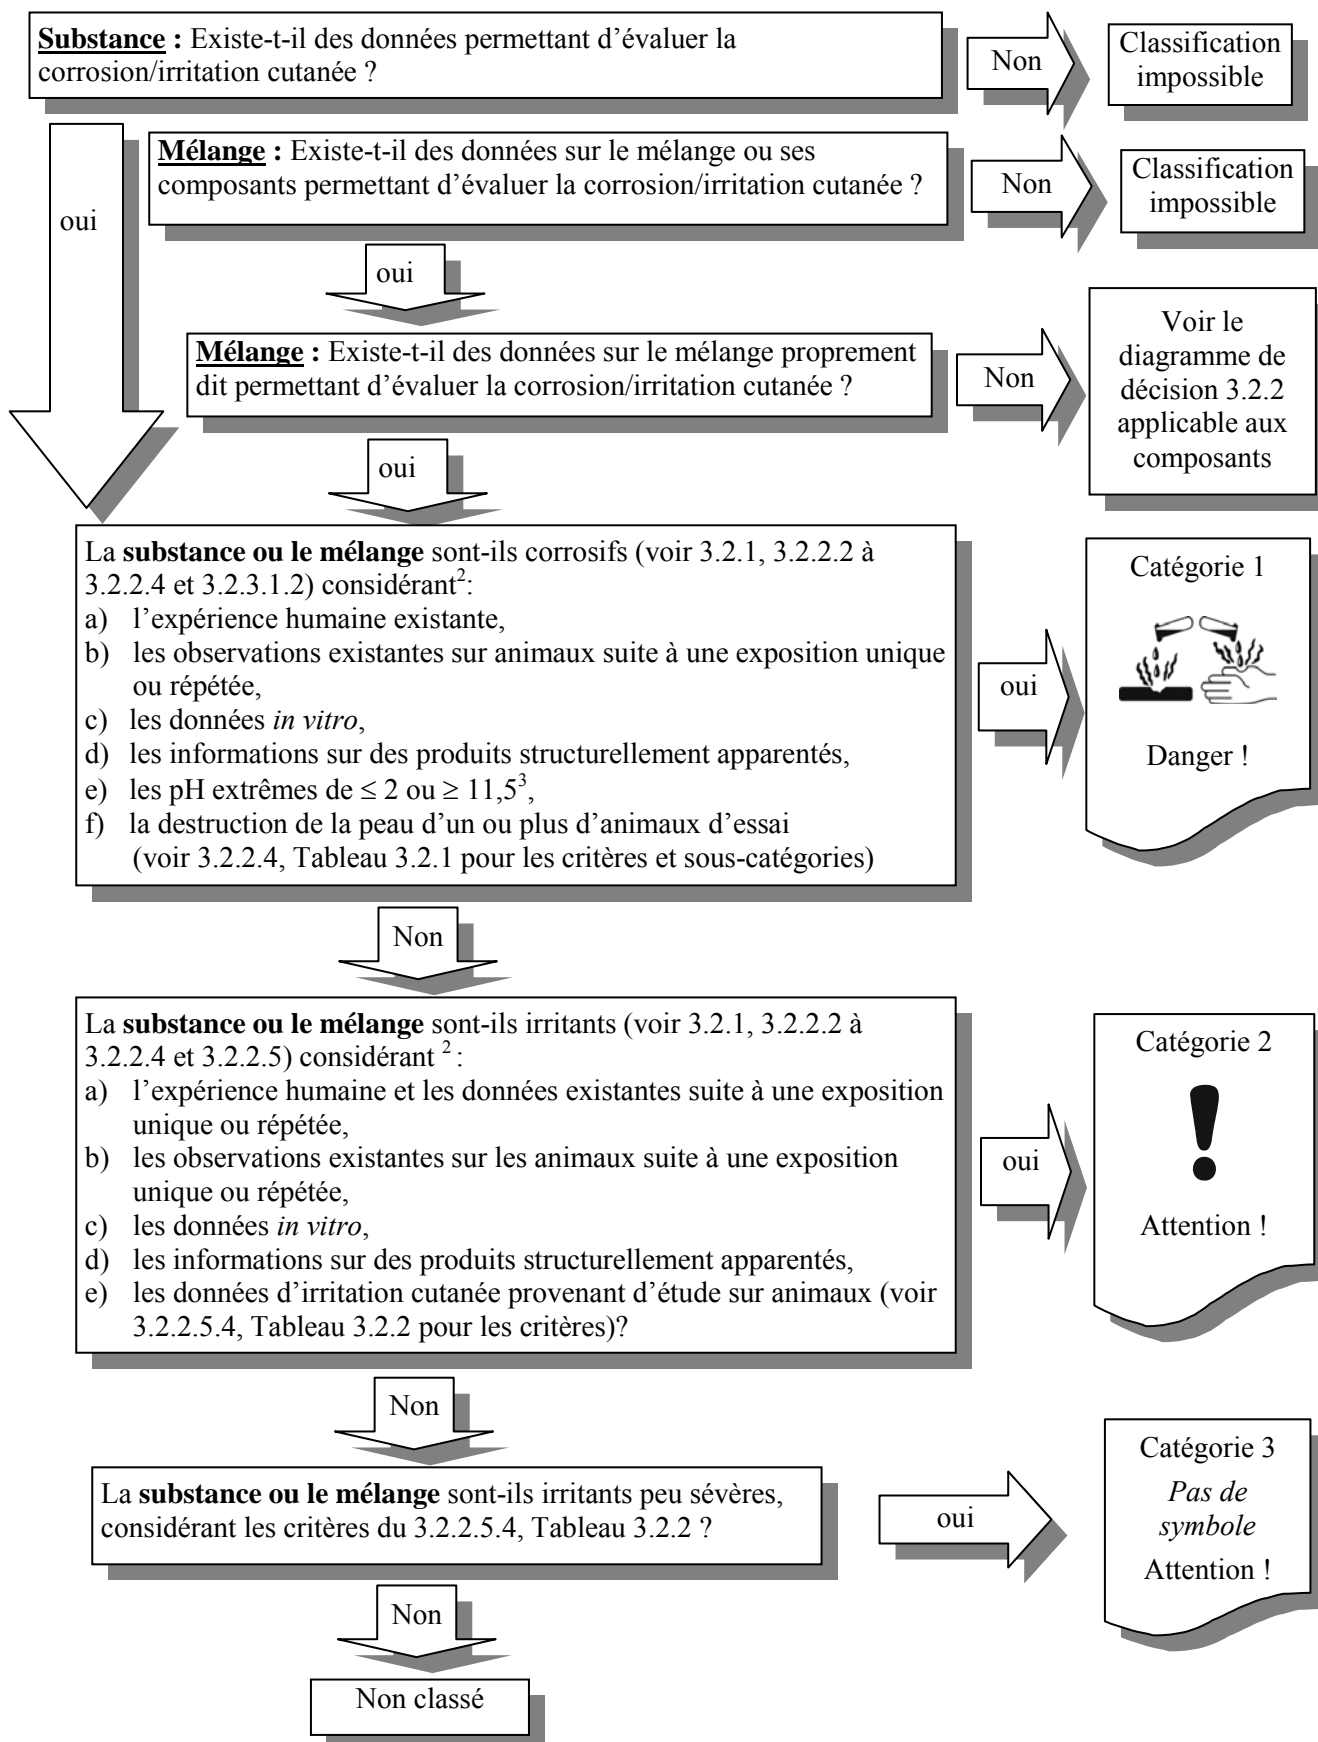 Substance : Existe-t-il des données permettant d’évaluer la
corrosion/irritation cutanée ?
Non
Classification
impossible
Mélange : Existe-t-il des données sur le mélange ou ses
composants permettant d’évaluer la corrosion/irritation cutanée ?
Non
Classification
impossible
oui
oui
Mélange : Existe-t-il des données sur le mélange proprement
dit permettant d’évaluer la corrosion/irritation cutanée ?
Non
Voir le
diagramme de
décision 3.2.2
applicable aux
composants
oui
La substance ou le mélange sont-ils corrosifs (voir 3.2.1, 3.2.2.2 à
3.2.2.4 et 3.2.3.1.2) considérant²:
a) l’expérience humaine existante,
b) les observations existantes sur animaux suite à une exposition unique
ou répétée,
c) les données in vitro,
d) les informations sur des produits structurellement apparentés,
e) les pH extrêmes de ≤ 2 ou ≥ 11,5³,
f) la destruction de la peau d’un ou plus d’animaux d’essai
(voir 3.2.2.4, Tableau 3.2.1 pour les critères et sous-catégories)
oui
Catégorie 1
Danger !
Non
La substance ou le mélange sont-ils irritants (voir 3.2.1, 3.2.2.2 à
3.2.2.4 et 3.2.2.5) considérant ² :
a) l’expérience humaine et les données existantes suite à une exposition
unique ou répétée,
b) les observations existantes sur les animaux suite à une exposition
unique ou répétée,
c) les données in vitro,
d) les informations sur des produits structurellement apparentés,
e) les données d’irritation cutanée provenant d’étude sur animaux (voir
3.2.2.5.4, Tableau 3.2.2 pour les critères)?
oui
Catégorie 2
Attention !
Non
La substance ou le mélange sont-ils irritants peu sévères,
considérant les critères du 3.2.2.5.4, Tableau 3.2.2 ?
oui
Catégorie 3
Pas de
symbole
Attention !
Non
Non classé